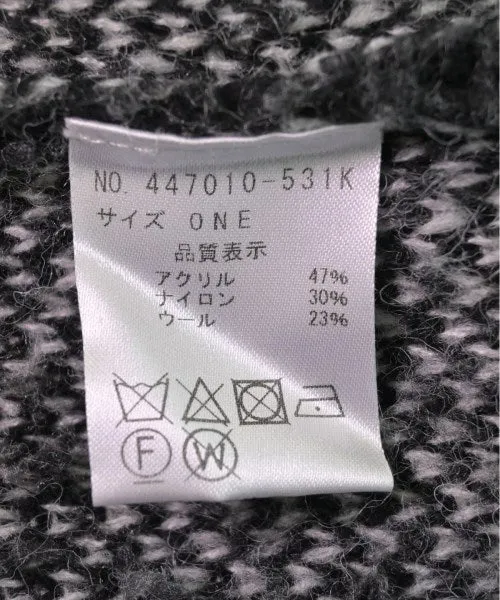 NO. 447010-531K
サイズ ONE
品質表示
アクリル 47%
ナイロン 30%
ウール 23%
F W